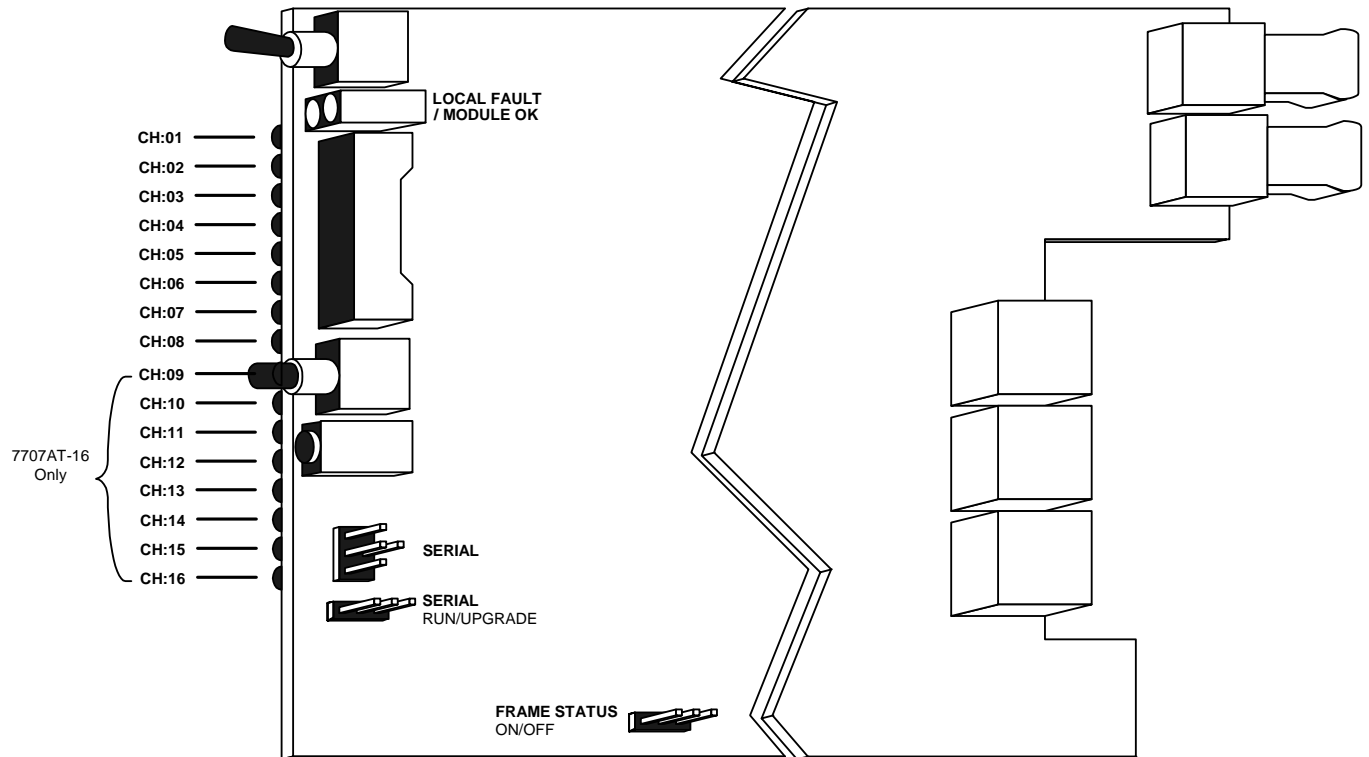 LOCAL FAULT
/ MODULE OK
CH:01
CH:02
CH:03
CH:04
CH:05
CH:06
CH:07
CH:08
CH:09
CH:10
CH:11
CH:12
CH:13
CH:14
CH:15
CH:16
7707AT-16
Only
SERIAL
SERIAL
RUN/UPGRADE
FRAME STATUS
ON/OFF